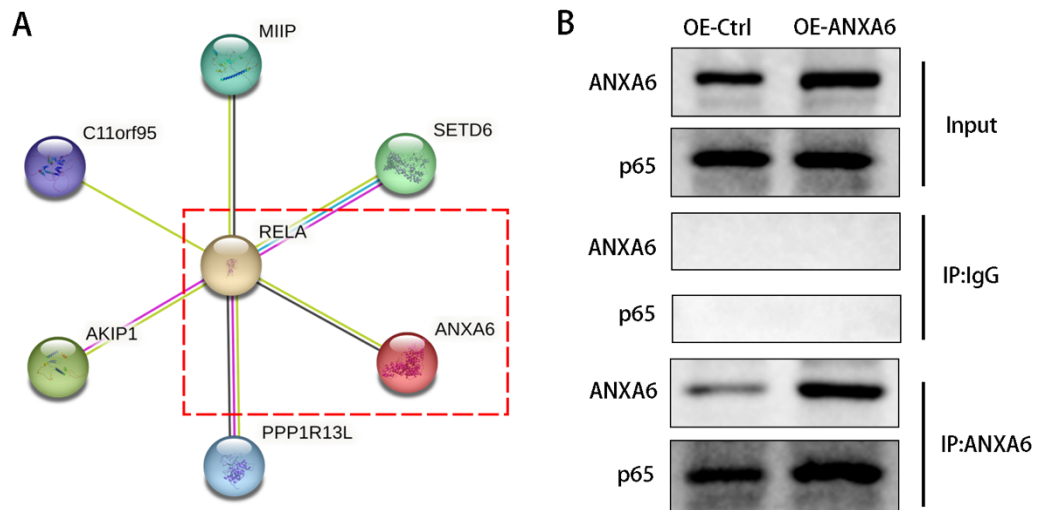 A
MIIP
C11orf95
SETD6
RELA
AKIP1
ANXA6
PPP1R13L
B
OE-Ctrl OE-ANXA6
ANXA6
p65
Input
ANXA6
p65
IP:IgG
ANXA6
p65
IP:ANXA6